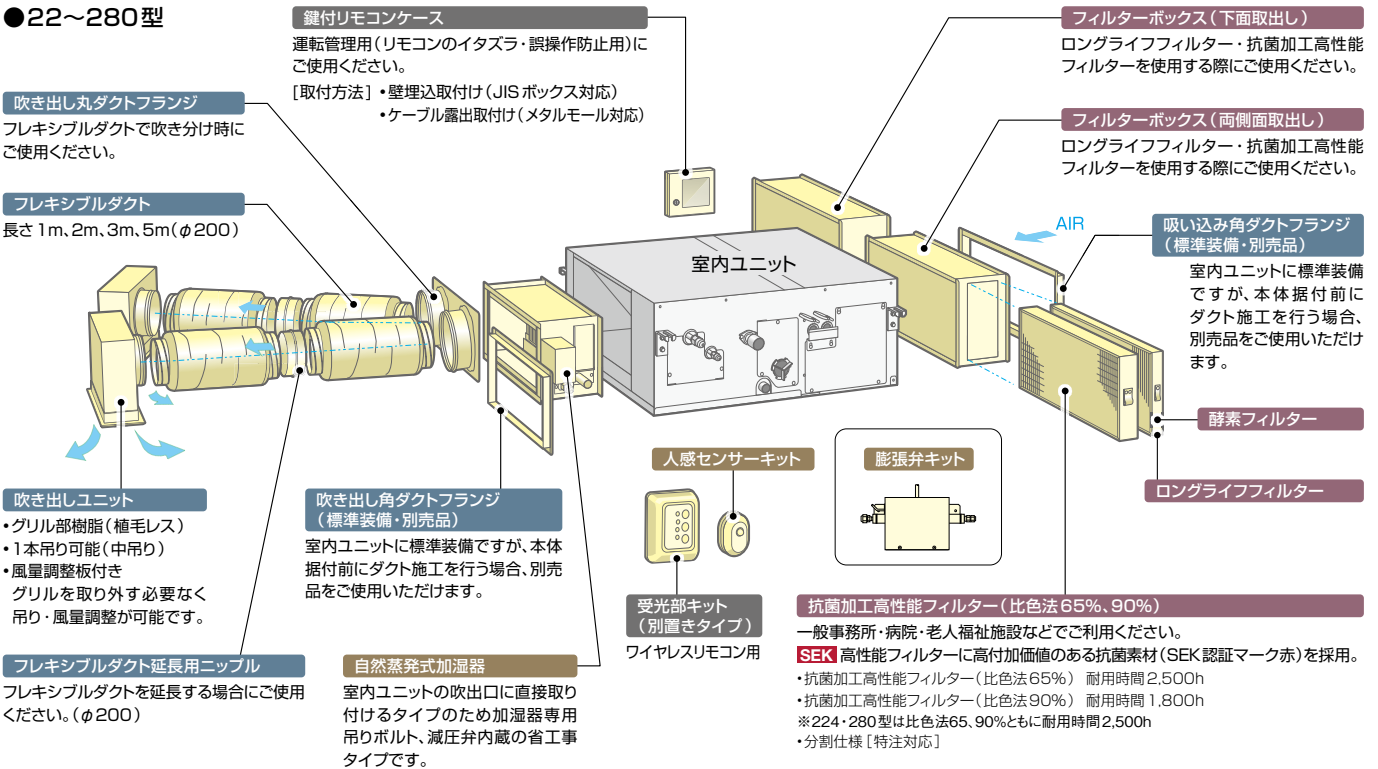 ●22～280型
鍵付リモコンケース
運転管理用（リモコンのイタズラ・誤操作防止用）に
ご使用ください。
［取付方法］・壁埋込取付け（JISボックス対応）
・ケーブル露出取付け（メタルモール対応）
フィルターボックス（下面取出し）
ロングライフフィルター・抗菌加工高性能
フィルターを使用する際にご使用ください。
吹き出し丸ダクトフランジ
フレキシブルダクトで吹き分け時に
ご使用ください。
フィルターボックス（両側面取出し）
ロングライフフィルター・抗菌加工高性能
フィルターを使用する際にご使用ください。
フレキシブルダクト
長さ1m、2m、3m、5m（φ200）
AIR
吸い込み角ダクトフランジ
（標準装備・別売品）
室内ユニットに標準装備
ですが、本体据付前に
ダクト施工を行う場合、
別売品をご使用いただけ
ます。
室内ユニット
酵素フィルター
ロングライフフィルター
人感センサーキット
膨張弁キット
吹き出しユニット
・グリル部樹脂（植毛レス）
・1本吊り可能（中吊り）
・風量調整板付き
グリルを取り外す必要なく
吊り・風量調整が可能です。
吹き出し角ダクトフランジ
（標準装備・別売品）
室内ユニットに標準装備ですが、本体
据付前にダクト施工を行う場合、別売
品をご使用いただけます。
受光部キット
（別置きタイプ）
ワイヤレスリモコン用
抗菌加工高性能フィルター（比色法65%、90%）
一般事務所・病院・老人福祉施設などでご利用ください。
SEK 高性能フィルターに高付加価値のある抗菌素材（SEK認証マーク赤）を採用。
・抗菌加工高性能フィルター（比色法65%） 耐用時間2,500h
・抗菌加工高性能フィルター（比色法90%） 耐用時間1,800h
※224・280型は比色法65、90%ともに耐用時間2,500h
・分割仕様［特注対応］
フレキシブルダクト延長用ニップル
フレキシブルダクトを延長する場合にご使用
ください。（φ200）
自然蒸発式加湿器
室内ユニットの吹出口に直接取り
付けるタイプのため加湿器専用
吊りボルト、減圧弁内蔵の省工事
タイプです。